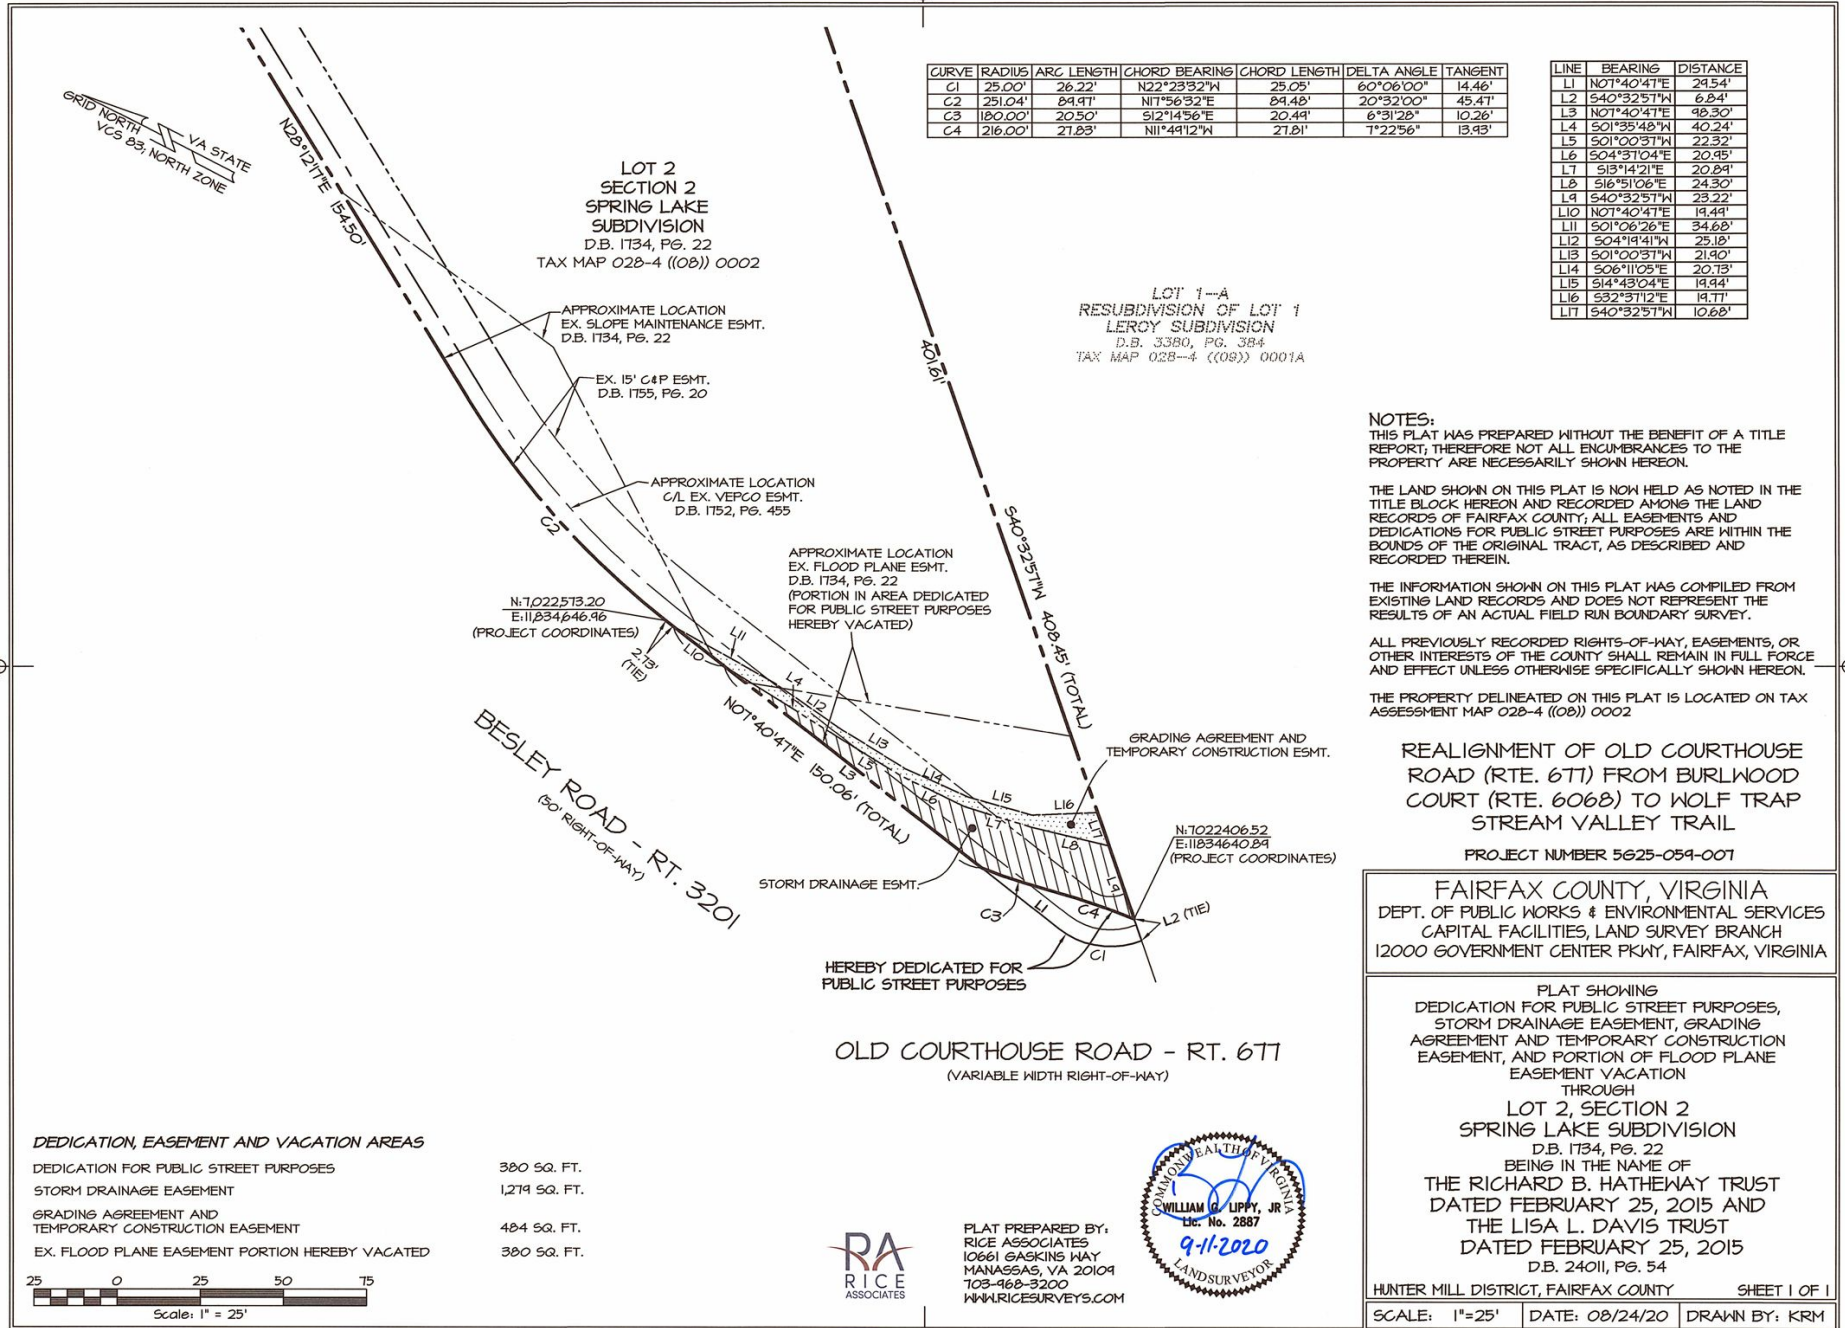 CURVE RADIUS ARC LENGTH CHORD BEARING CHORD LENGTH DELTA ANGLE TANGENT
C1 25.00' 26.22' N22°23'32"W 25.05' 60°06'00" 14.46'
C2 251.04' 89.97' N17°56'32"E 89.48' 20°32'00" 45.47'
C3 180.00' 20.50' S12°14'56"E 20.49' 6°31'28" 10.26'
C4 216.00' 27.83' N11°49'12"W 27.81' 7°22'56" 13.93'
LINE BEARING DISTANCE
L1 N07°40'47"E 29.54'
L2 S40°32'57"W 6.84'
L3 N07°40'47"E 98.30'
L4 S01°35'48"W 40.24'
L5 S01°00'37"W 22.32'
L6 S04°37'04"E 20.95'
L7 S13°14'21"E 20.89'
L8 S16°51'06"E 24.30'
L9 S40°32'57"W 23.22'
L10 N07°40'47"E 19.49'
L11 S01°06'26"E 34.68'
L12 S04°19'41"W 25.18'
L13 S01°00'37"W 21.90'
L14 S06°11'05"E 20.73'
L15 S14°43'04"E 19.94'
L16 S32°37'12"E 19.77'
L17 S40°32'57"W 10.68'
GRID NORTH
VCS 83, NORTH ZONE
VA STATE
N28°12'17"E 154.50'
LOT 2
SECTION 2
SPRING LAKE
SUBDIVISION
D.B. 1734, PG. 22
TAX MAP 028-4 ((08)) 0002
LOT 1-A
RESUBDIVISION OF LOT 1
LEROY SUBDIVISION
D.B. 3380, PG. 384
TAX MAP 028-4 ((09)) 0001A
401.61'
S40°32'57"W 408.45' (TOTAL)
APPROXIMATE LOCATION
EX. SLOPE MAINTENANCE ESMT.
D.B. 1734, PG. 22
EX. 15' C&P ESMT.
D.B. 1755, PG. 20
APPROXIMATE LOCATION
C/L EX. VEPCO ESMT.
D.B. 1752, PG. 455
C2
APPROXIMATE LOCATION
EX. FLOOD PLANE ESMT.
D.B. 1734, PG. 22
(PORTION IN AREA DEDICATED
FOR PUBLIC STREET PURPOSES
HEREBY VACATED)
N:7,022,573.20
E:11,834,646.96
(PROJECT COORDINATES)
2.73'
(TIE)
L10
L11
L4
L12
L13
L14
L15
L16
L17
L3
L5
L6
L7
L8
L9
N07°40'47"E 150.06' (TOTAL)
GRADING AGREEMENT AND
TEMPORARY CONSTRUCTION ESMT.
N:7022406.52
E:11834640.89
(PROJECT COORDINATES)
STORM DRAINAGE ESMT.
C3
L1
C4
C1
L2 (TIE)
HEREBY DEDICATED FOR
PUBLIC STREET PURPOSES
BESLEY ROAD - RT. 3201
(50' RIGHT-OF-WAY)
OLD COURTHOUSE ROAD - RT. 677
(VARIABLE WIDTH RIGHT-OF-WAY)
NOTES:
THIS PLAT WAS PREPARED WITHOUT THE BENEFIT OF A TITLE
REPORT; THEREFORE NOT ALL ENCUMBRANCES TO THE
PROPERTY ARE NECESSARILY SHOWN HEREON.
THE LAND SHOWN ON THIS PLAT IS NOW HELD AS NOTED IN THE
TITLE BLOCK HEREON AND RECORDED AMONG THE LAND
RECORDS OF FAIRFAX COUNTY; ALL EASEMENTS AND
DEDICATIONS FOR PUBLIC STREET PURPOSES ARE WITHIN THE
BOUNDS OF THE ORIGINAL TRACT, AS DESCRIBED AND
RECORDED THEREIN.
THE INFORMATION SHOWN ON THIS PLAT WAS COMPILED FROM
EXISTING LAND RECORDS AND DOES NOT REPRESENT THE
RESULTS OF AN ACTUAL FIELD RUN BOUNDARY SURVEY.
ALL PREVIOUSLY RECORDED RIGHTS-OF-WAY, EASEMENTS, OR
OTHER INTERESTS OF THE COUNTY SHALL REMAIN IN FULL FORCE
AND EFFECT UNLESS OTHERWISE SPECIFICALLY SHOWN HEREON.
THE PROPERTY DELINEATED ON THIS PLAT IS LOCATED ON TAX
ASSESSMENT MAP 028-4 ((08)) 0002
REALIGNMENT OF OLD COURTHOUSE
ROAD (RTE. 677) FROM BURLWOOD
COURT (RTE. 6068) TO WOLF TRAP
STREAM VALLEY TRAIL
PROJECT NUMBER 5G25-059-007
FAIRFAX COUNTY, VIRGINIA
DEPT. OF PUBLIC WORKS & ENVIRONMENTAL SERVICES
CAPITAL FACILITIES, LAND SURVEY BRANCH
12000 GOVERNMENT CENTER PKWY, FAIRFAX, VIRGINIA
PLAT SHOWING
DEDICATION FOR PUBLIC STREET PURPOSES,
STORM DRAINAGE EASEMENT, GRADING
AGREEMENT AND TEMPORARY CONSTRUCTION
EASEMENT, AND PORTION OF FLOOD PLANE
EASEMENT VACATION
THROUGH
LOT 2, SECTION 2
SPRING LAKE SUBDIVISION
D.B. 1734, PG. 22
BEING IN THE NAME OF
THE RICHARD B. HATHEWAY TRUST
DATED FEBRUARY 25, 2015 AND
THE LISA L. DAVIS TRUST
DATED FEBRUARY 25, 2015
D.B. 24011, PG. 54
HUNTER MILL DISTRICT, FAIRFAX COUNTY SHEET 1 OF 1
SCALE: 1"=25' DATE: 08/24/20 DRAWN BY: KRM
DEDICATION, EASEMENT AND VACATION AREAS
DEDICATION FOR PUBLIC STREET PURPOSES 380 SQ. FT.
STORM DRAINAGE EASEMENT 1,279 SQ. FT.
GRADING AGREEMENT AND
TEMPORARY CONSTRUCTION EASEMENT 484 SQ. FT.
EX. FLOOD PLANE EASEMENT PORTION HEREBY VACATED 380 SQ. FT.
25 0 25 50 75
Scale: 1" = 25'
RA
RICE
ASSOCIATES
PLAT PREPARED BY:
RICE ASSOCIATES
10661 GASKINS WAY
MANASSAS, VA 20109
703-968-3200
WWW.RICESURVEYS.COM
COMMONWEALTH OF VIRGINIA
WILLIAM G. LIPPY, JR
Lic. No. 2887
9-11-2020
LAND SURVEYOR